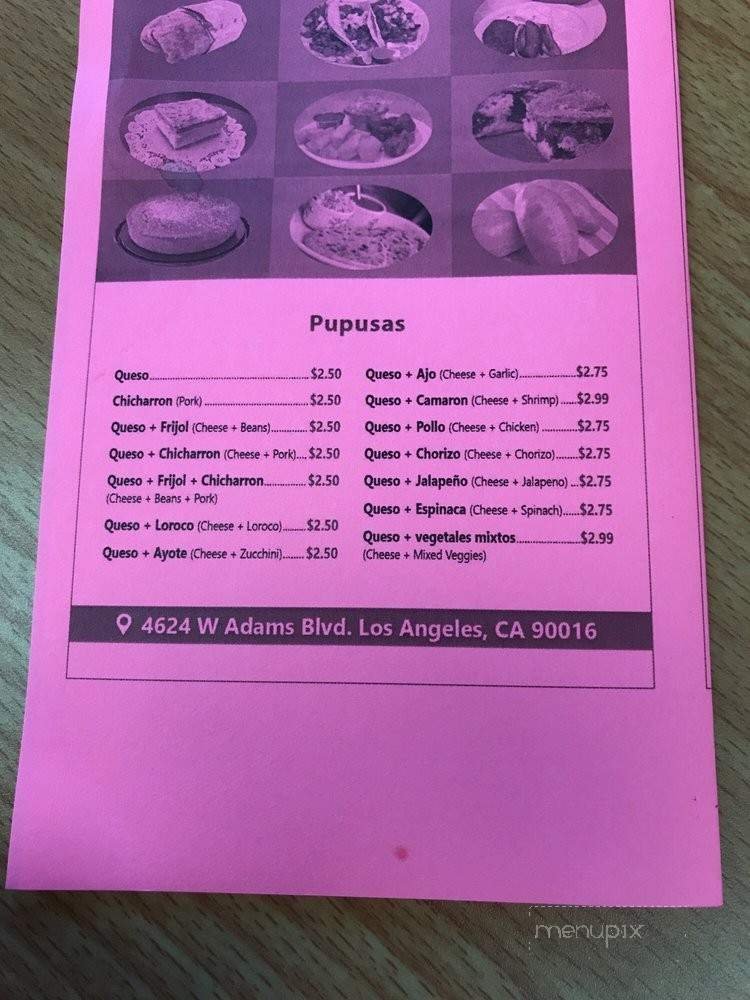 Pupusas
Queso.......................................................$2.50
Chicharron (Pork) ................................$2.50
Queso + Frijol (Cheese + Beans)..............$2.50
Queso + Chicharron (Cheese + Pork)....$2.50
Queso + Frijol + Chicharron................$2.50
(Cheese + Beans + Pork)
Queso + Loroco (Cheese + Loroco)........$2.50
Queso + Ayote (Cheese + Zucchini)........$2.50
Queso + Ajo (Cheese + Garlic).....................$2.75
Queso + Camaron (Cheese + Shrimp) ......$2.99
Queso + Pollo (Cheese + Chicken) .............$2.75
Queso + Chorizo (Cheese + Chorizo)........$2.75
Queso + Jalapeño (Cheese + Jalapeno) ...$2.75
Queso + Espinaca (Cheese + Spinach)......$2.75
Queso + vegetales mixtos.......................$2.99
(Cheese + Mixed Veggies)
4624 W Adams Blvd. Los Angeles, CA 90016
menupix